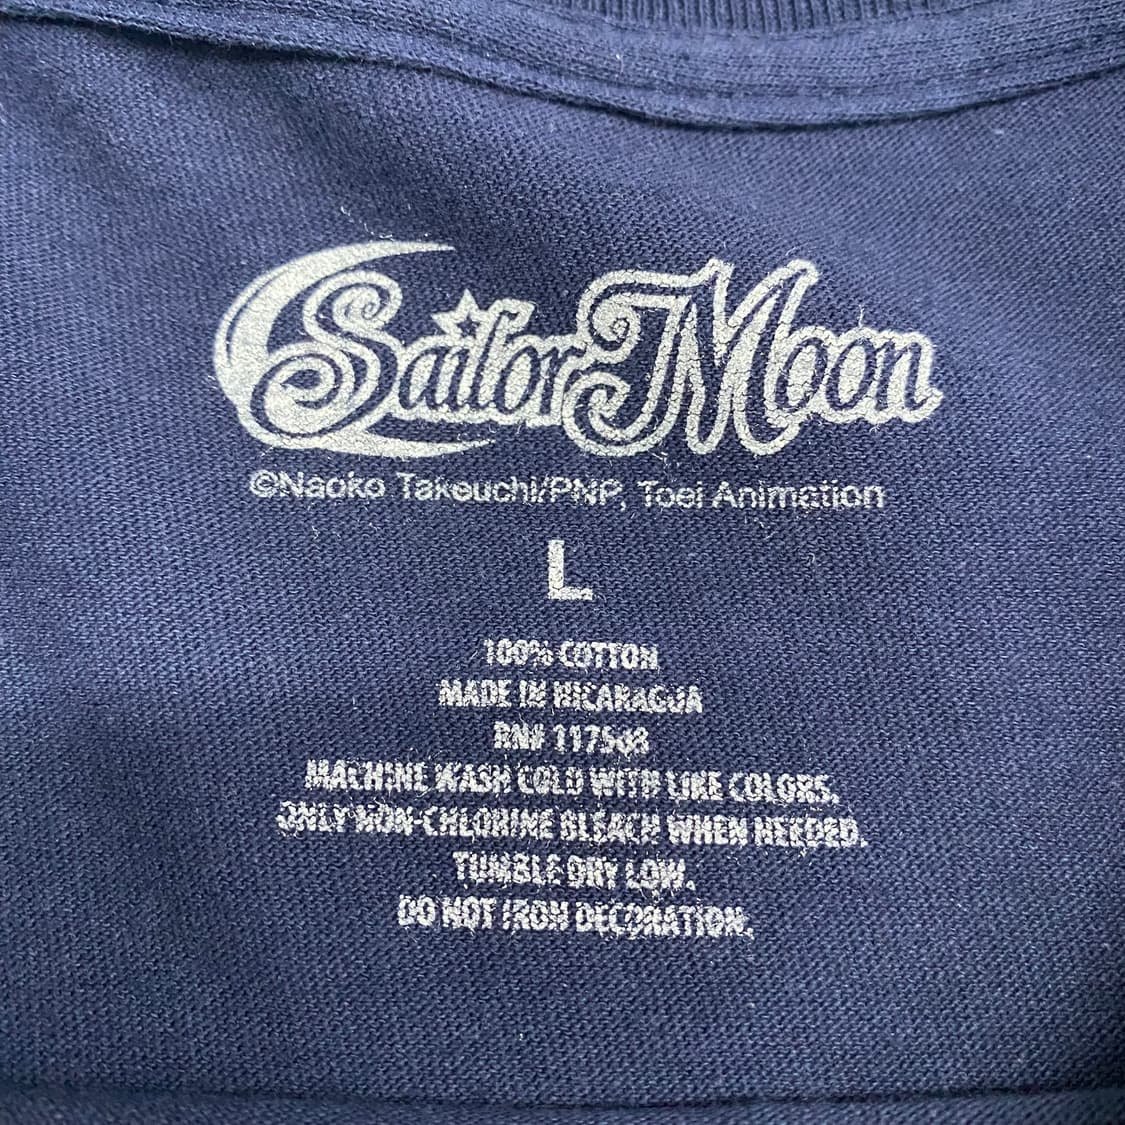 Sailor Moon
©Naoko Takeuchi/PNP, Toei Animation
L
100% COTTON
MADE IN NICARAGUA
RN#
MACHINE WASH COLD WITH LIKE COLORS.
ONLY NON-CHLORINE BLEACH WHEN NEEDED.
TUMBLE DRY LOW.
DO NOT IRON DECORATION.